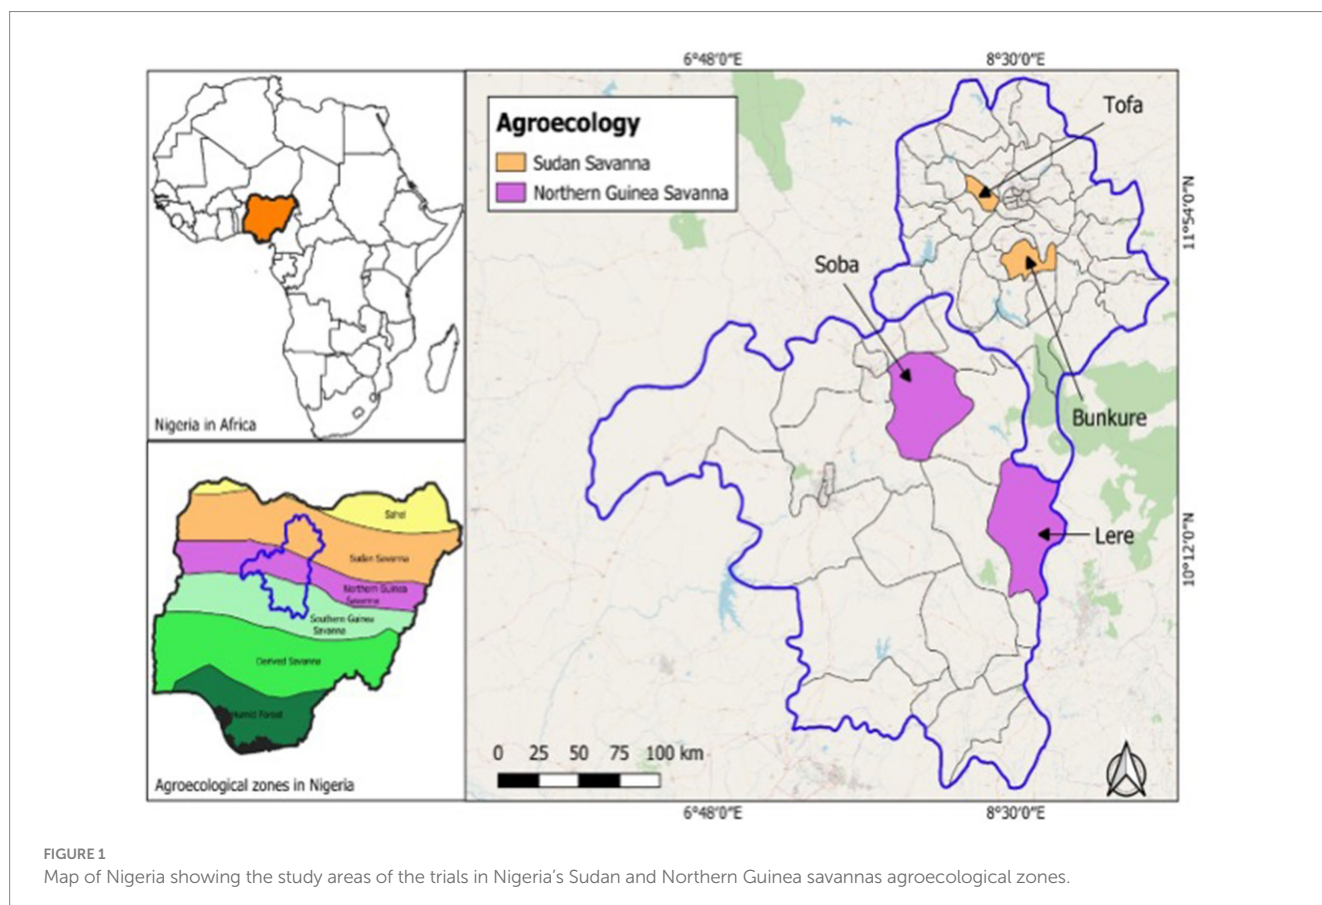 6°48'0"E 8°30'0"E
Agroecology
Sudan Savanna
Northern Guinea Savanna
Tofa
11°54'0"N
Soba
Bunkure
Lere
10°12'0"N
Nigeria in Africa
Sahel
Sudan Savanna
Northern Guinea
Savanna
Southern Guinea
Savanna
Derived Savanna
Humid Forest
Agroecological zones in Nigeria
0 25 50 75 100 km
6°48'0"E 8°30'0"E
FIGURE 1
Map of Nigeria showing the study areas of the trials in Nigeria's Sudan and Northern Guinea savannas agroecological zones.